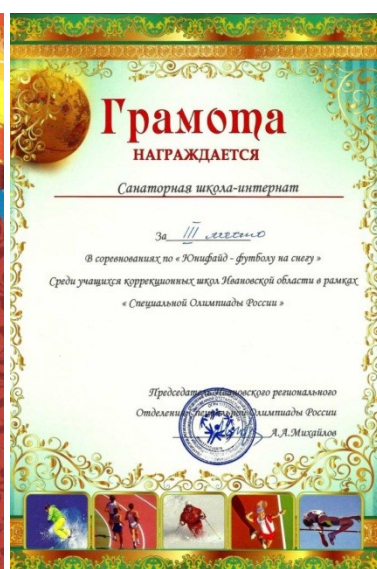 Грамота
НАГРАЖДАЕТСЯ
Санаторная школа-интернат
За III место
В соревнованиях по « Юнифайд - футболу на снегу »
Среди учащихся коррекционных школ Ивановской области в рамках
« Специальной Олимпиады России »
Председатель Ивановского регионального
Отделения Специальной Олимпиады России
А.А.Михайлов